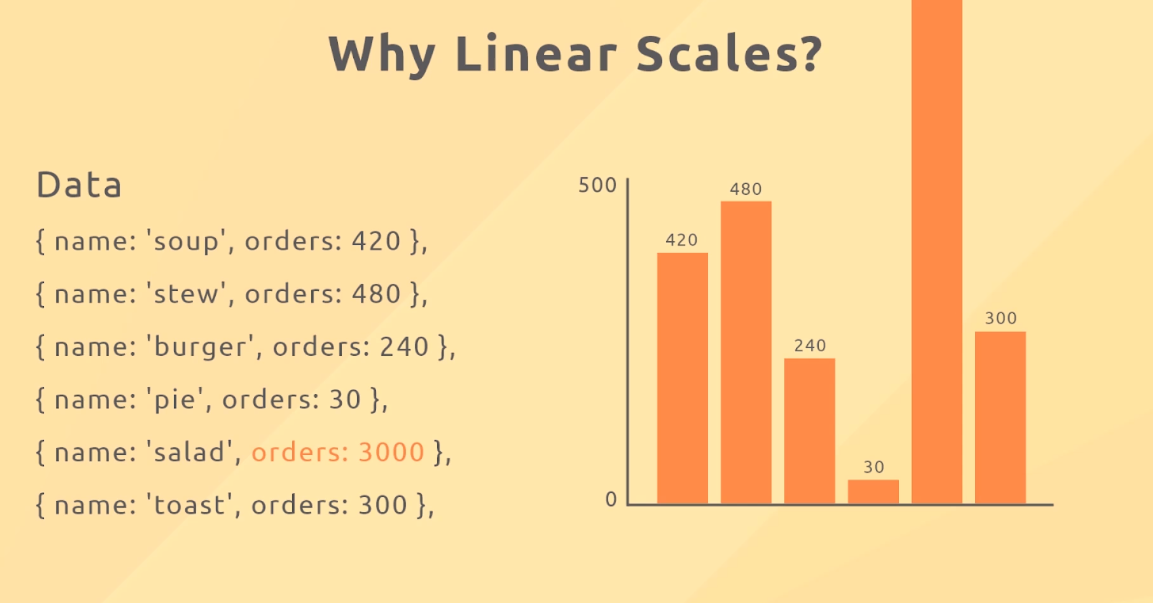 Why Linear Scales?
Data
{ name: 'soup', orders: 420 },
{ name: 'stew', orders: 480 },
{ name: 'burger', orders: 240 },
{ name: 'pie', orders: 30 },
{ name: 'salad', orders: 3000 },
{ name: 'toast', orders: 300 },
500
480
420
300
240
30
0